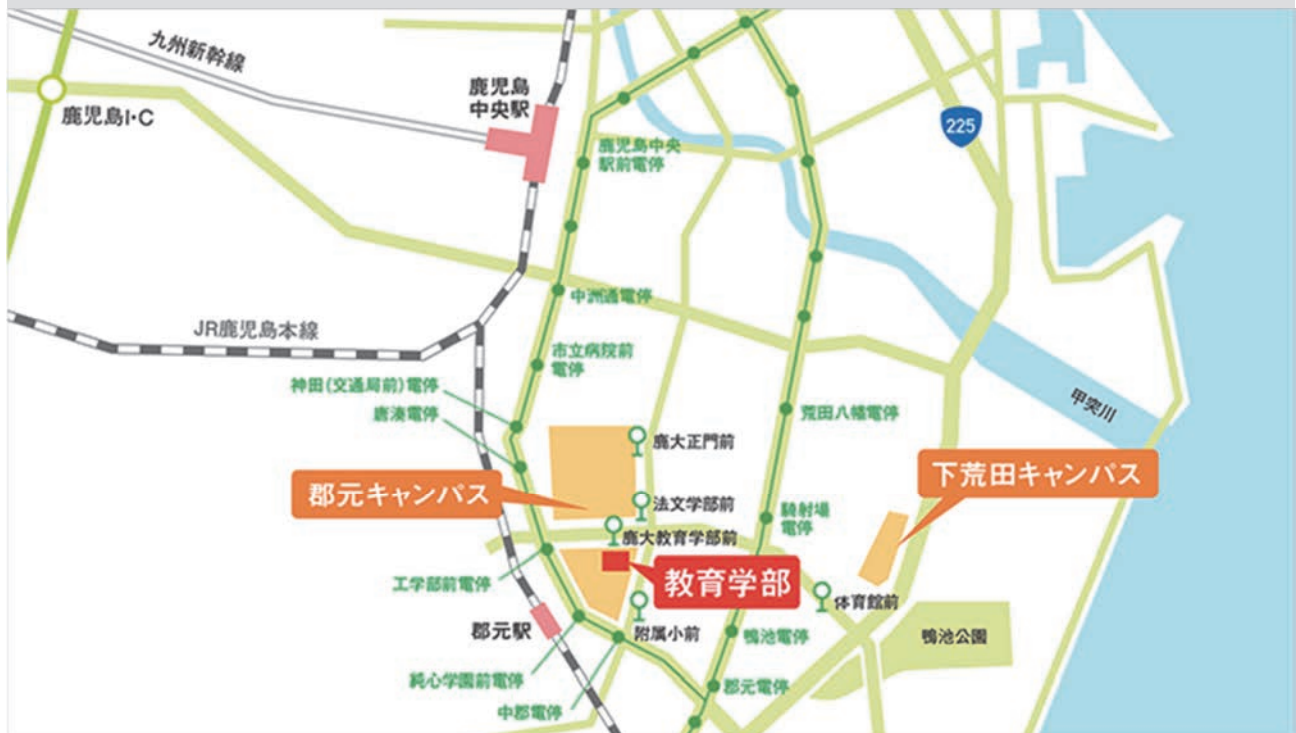 九州新幹線
鹿児島
中央駅
鹿児島I・C
225
鹿児島中央
駅前電停
中洲通電停
JR鹿児島本線
市立病院前
電停
神田(交通局前)電停
唐湊電停
荒田八幡電停
甲突川
鹿大正門前
下荒田キャンパス
郡元キャンパス
法文学部前
騎射場
電停
鹿大教育学部前
教育学部
工学部前電停
体育館前
郡元駅
附属小前
鴨池電停
鴨池公園
純心学園前電停
郡元電停
中郡電停